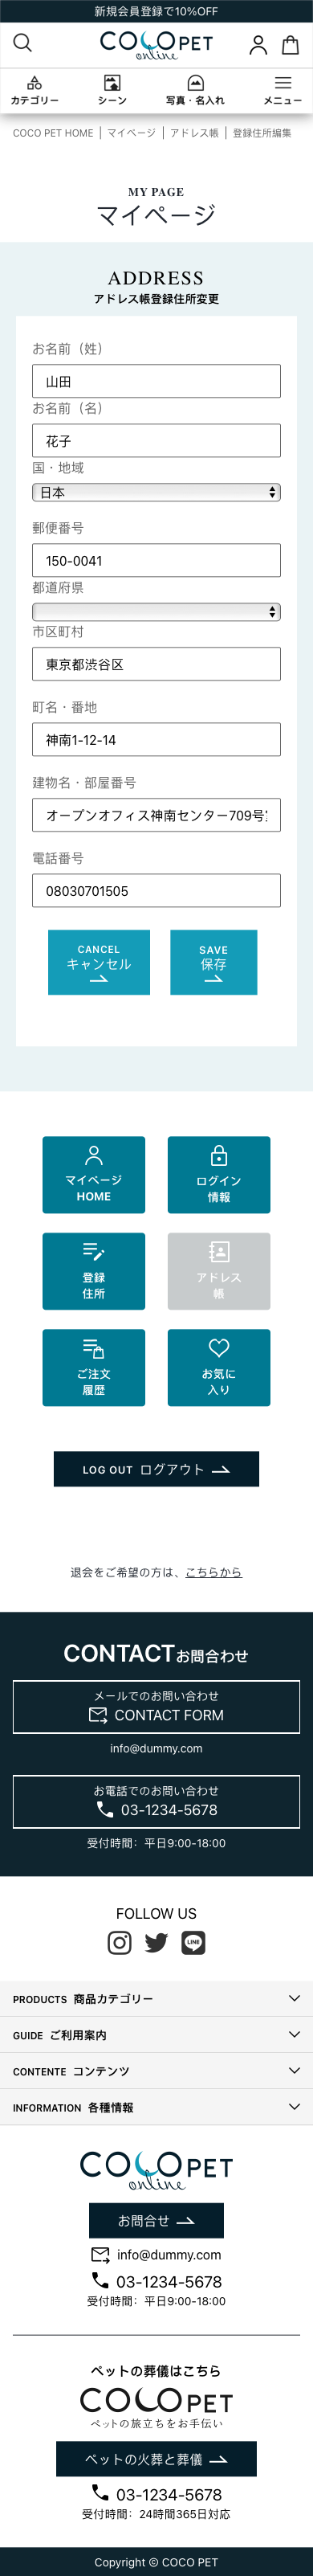 新規会員登録で10%OFF
COCOPET
online
カテゴリー シーン 写真・名入れ メニュー
COCO PET HOME | マイページ | アドレス帳 | 登録住所編集
MY PAGE
マイページ
ADDRESS
アドレス帳登録住所変更
お名前（姓）
山田
お名前（名）
花子
国・地域
日本
郵便番号
150-0041
都道府県
市区町村
東京都渋谷区
町名・番地
神南1-12-14
建物名・部屋番号
オープンオフィス神南センター709号
電話番号
08030701505
CANCEL
キャンセル
SAVE
保存
マイページ
HOME
ログイン
情報
登録
住所
アドレス
帳
ご注文
履歴
お気に
入り
LOG OUT ログアウト
退会をご希望の方は、こちらから
CONTACTお問合わせ
メールでのお問い合わせ
CONTACT FORM
info@dummy.com
お電話でのお問い合わせ
03-1234-5678
受付時間：平日9:00-18:00
FOLLOW US
LINE
PRODUCTS 商品カテゴリー
GUIDE ご利用案内
CONTENTE コンテンツ
INFORMATION 各種情報
COCOPET
online
お問合せ
info@dummy.com
03-1234-5678
受付時間：平日9:00-18:00
ペットの葬儀はこちら
COCOPET
ペットの旅立ちをお手伝い
ペットの火葬と葬儀
03-1234-5678
受付時間：24時間365日対応
Copyright © COCO PET